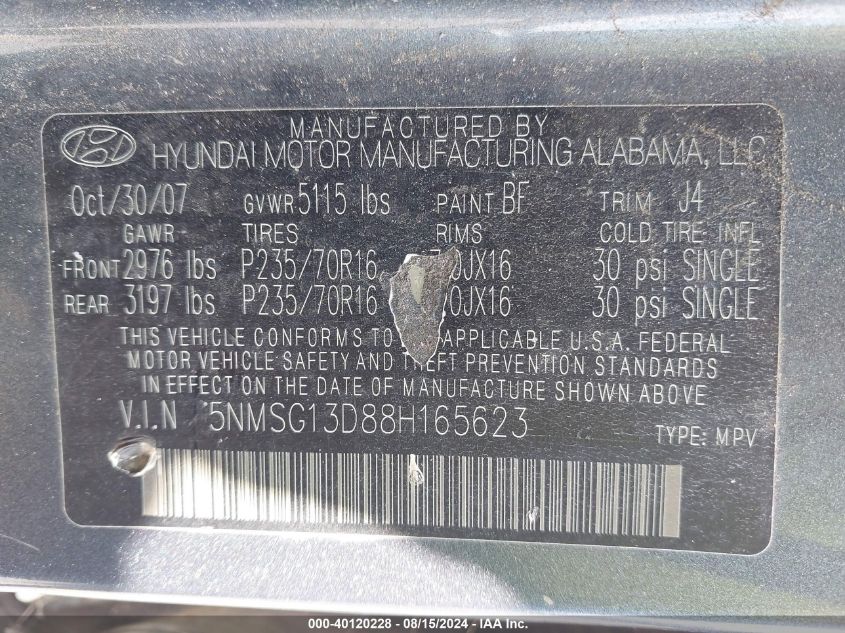 MANUFACTURED BY
HYUNDAI MOTOR MANUFACTURING ALABAMA, LLC
Oct/30/07 GVWR 5115 lbs PAINT BF TRIM J4
GAWR TIRES RIMS COLD TIRE INFL
FRONT 2976 lbs P235/70R16 0JX16 30 psi SINGLE
REAR 3197 lbs P235/70R16 0JX16 30 psi SINGLE
THIS VEHICLE CONFORMS TO APPLICABLE U.S.A. FEDERAL
MOTOR VEHICLE SAFETY AND THEFT PREVENTION STANDARDS
IN EFFECT ON THE DATE OF MANUFACTURE SHOWN ABOVE
V.I.N 5NMSG13D88H165623 TYPE: MPV
000-40120228 - 08/15/2024 - IAA Inc.